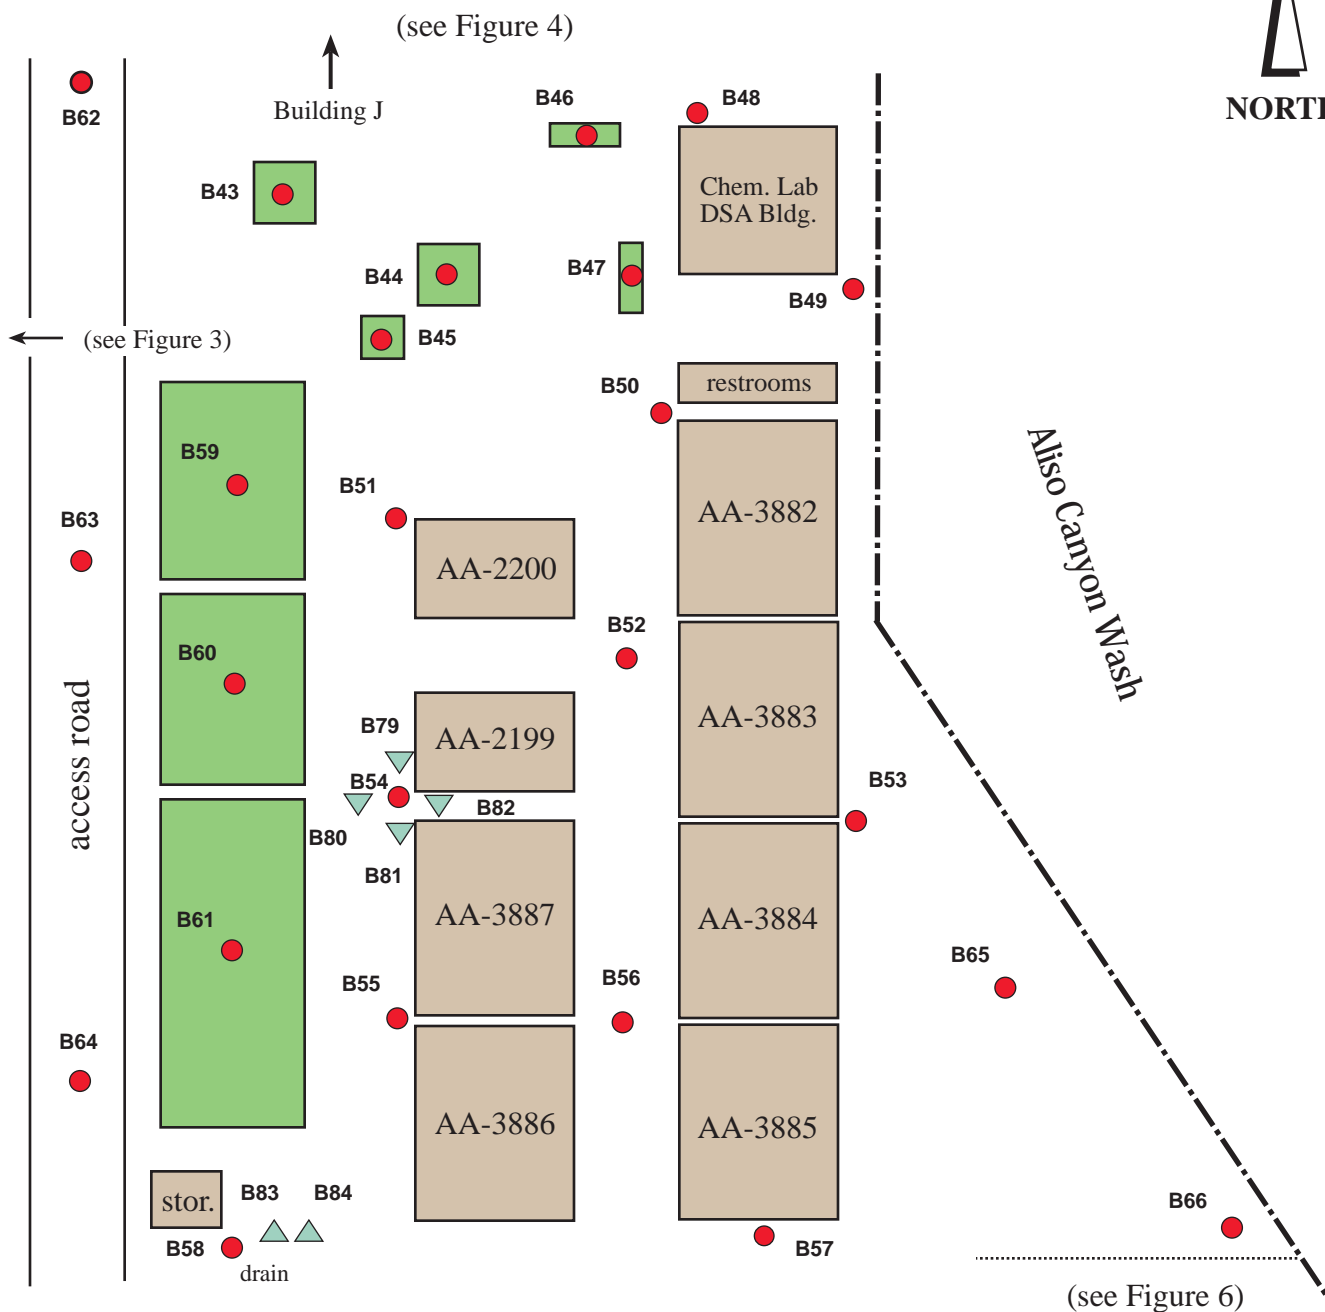 (see Figure 4)
Building J
NORTH
B62
B46
B48
B43
Chem. Lab
DSA Bldg.
B44
B47
B49
B45
(see Figure 3)
B50
restrooms
B59
B51
B63
AA-2200
AA-3882
Aliso Canyon Wash
B60
B52
access road
B79
AA-2199
AA-3883
B54
B82
B53
B80
B81
B61
AA-3887
AA-3884
B55
B56
B65
B64
AA-3886
AA-3885
stor.
B83
B84
B58
drain
B57
B66
(see Figure 6)